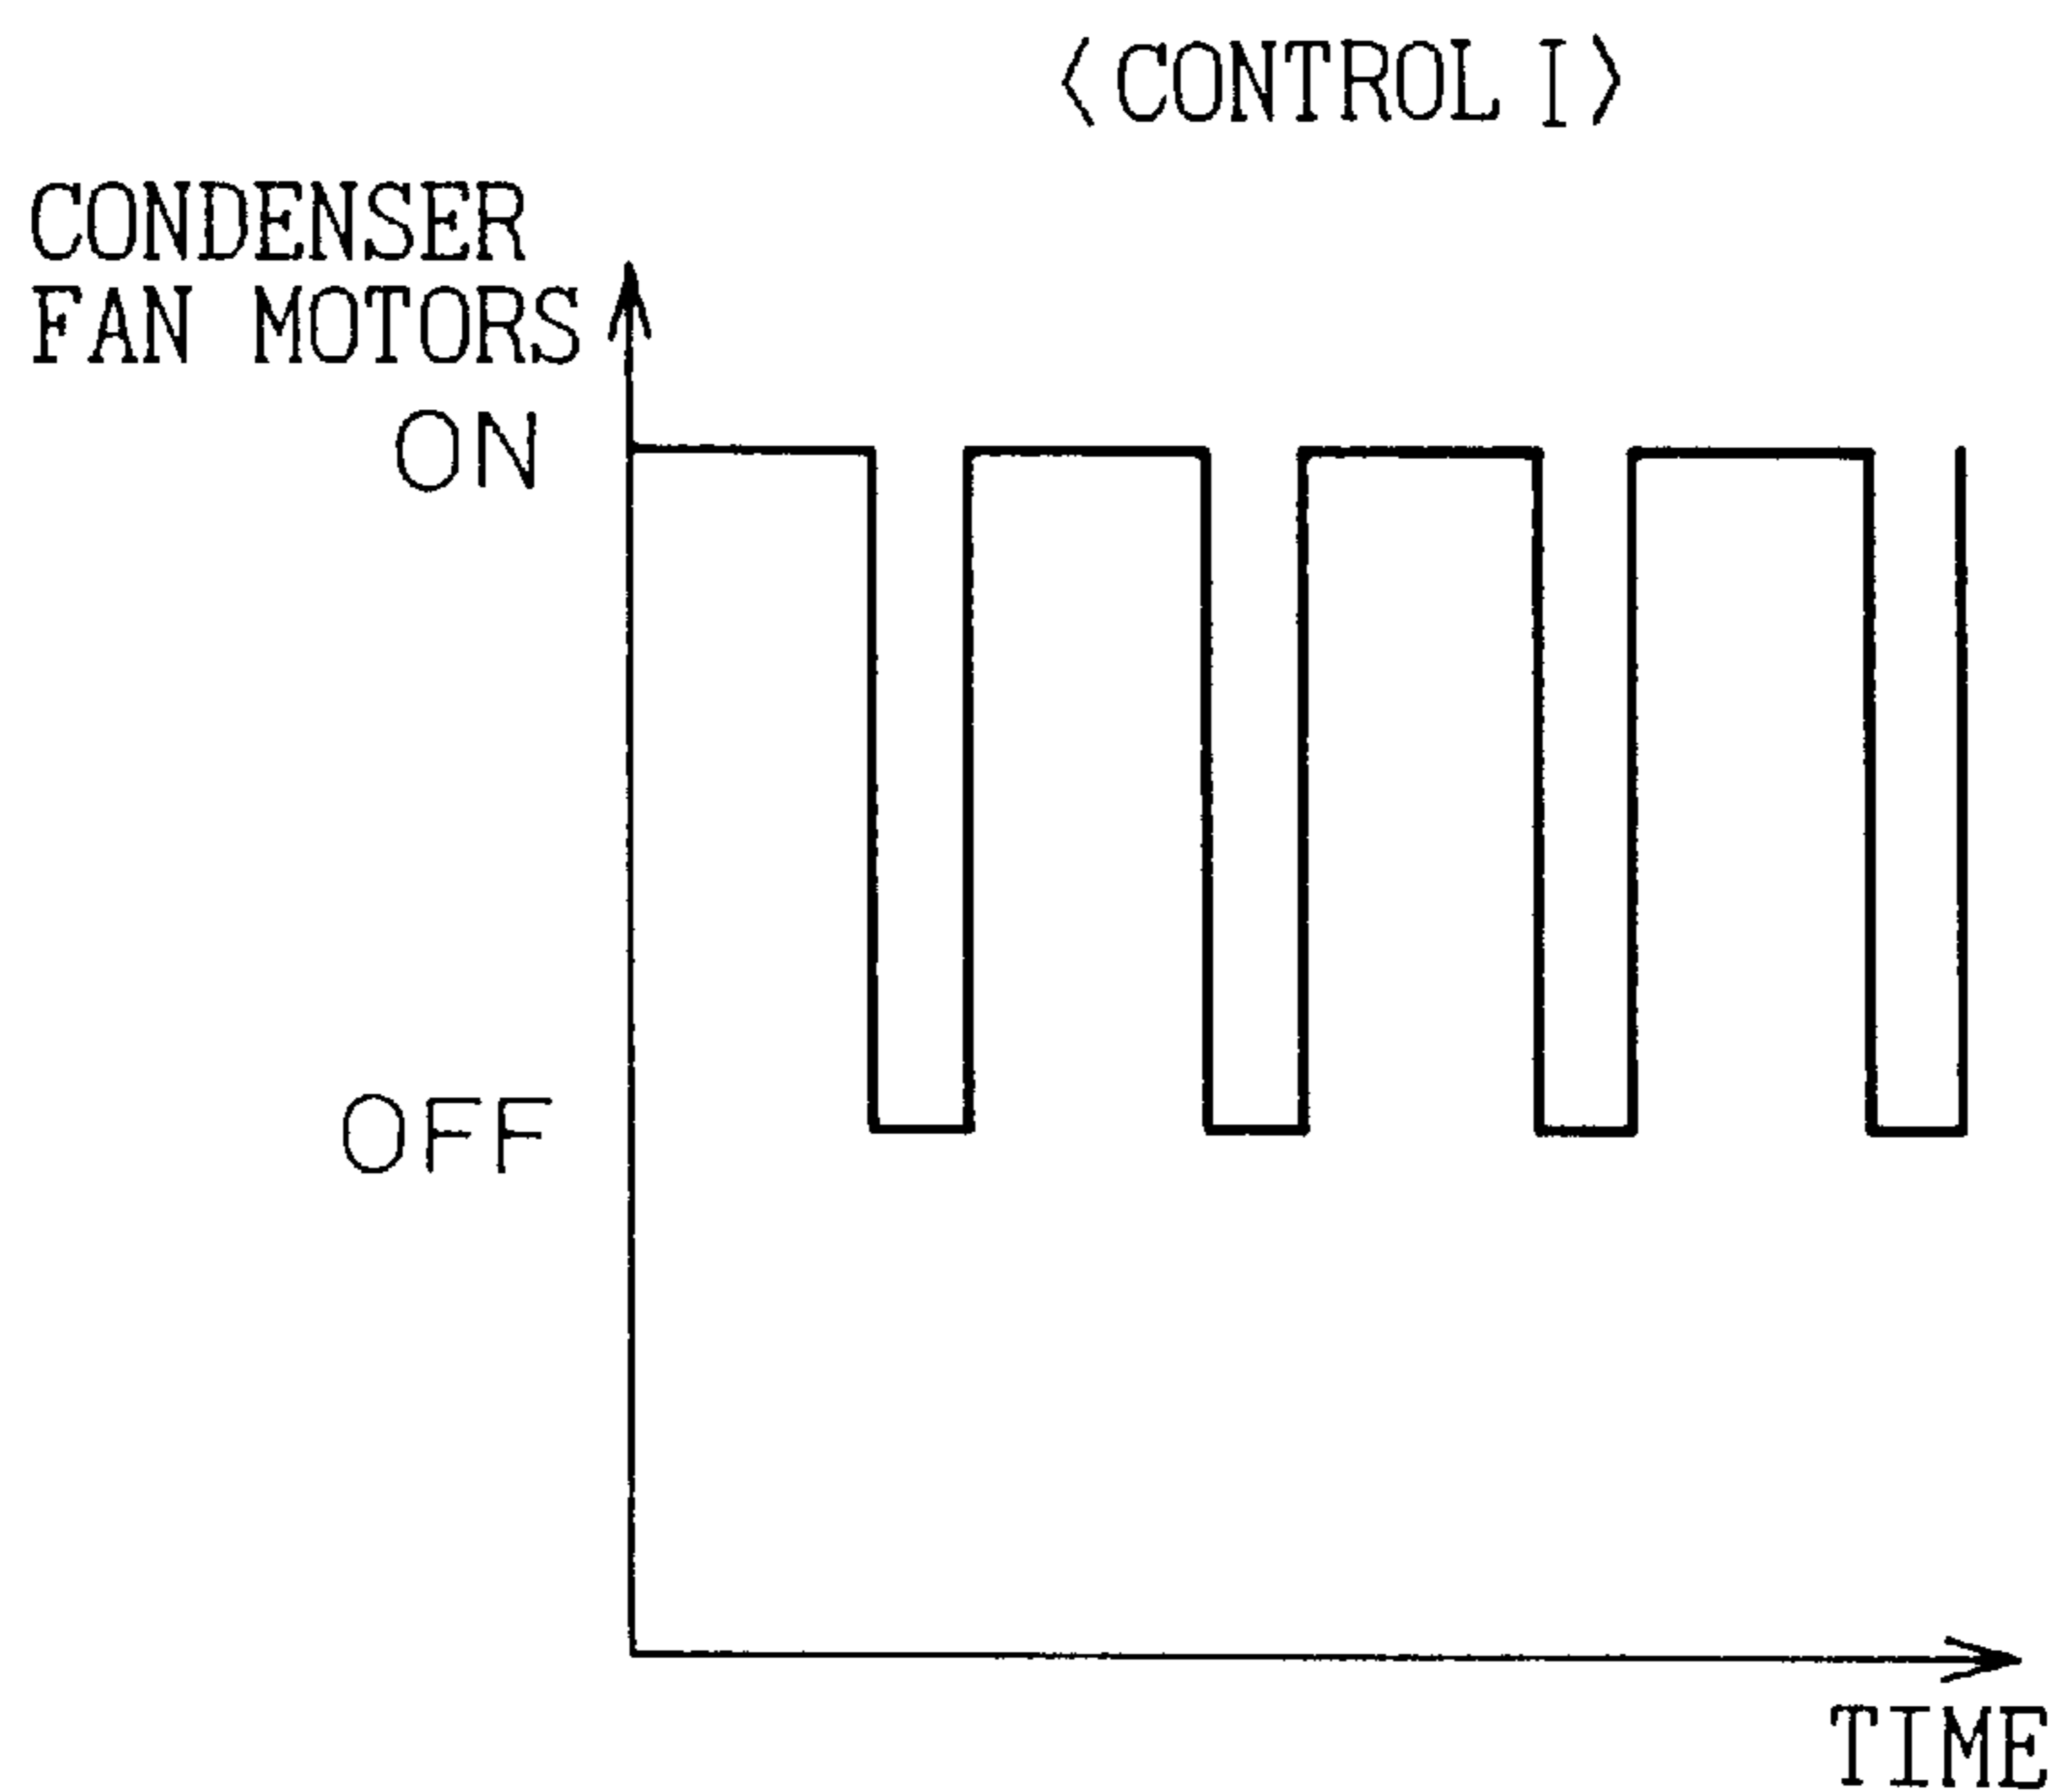 〈CONTROL I〉
CONDENSER
FAN MOTORS
ON
OFF
TIME